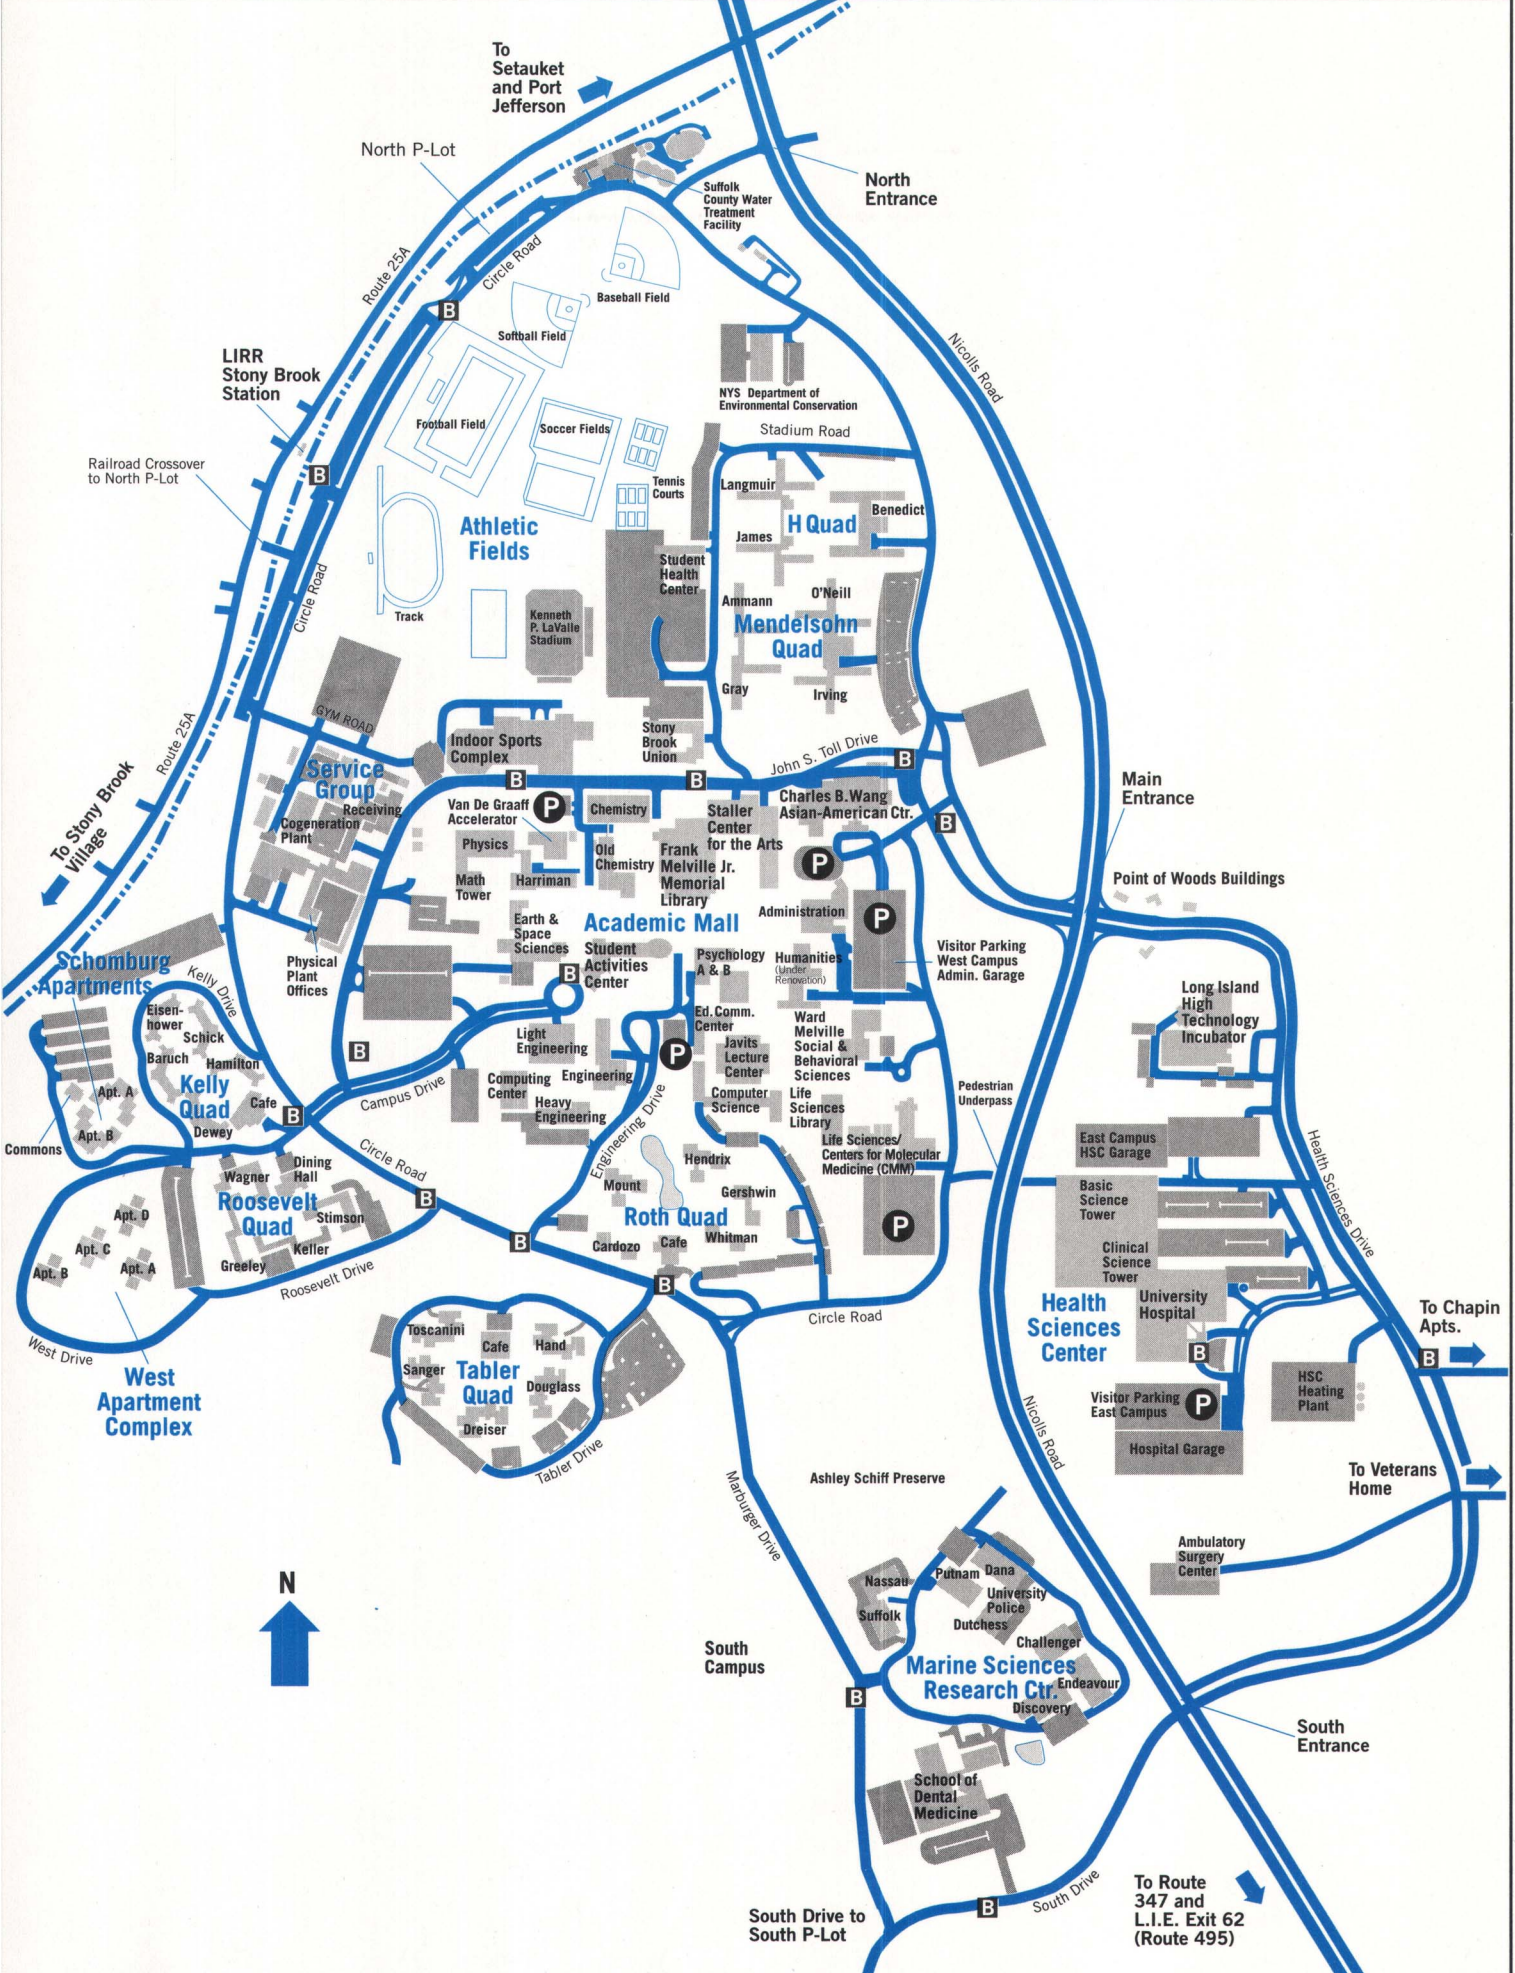 To
Setauket
and Port
Jefferson
North P-Lot
North
Entrance
Suffolk
County Water
Treatment
Facility
Route 25A
Circle Road
B
Baseball Field
Softball Field
Nicolls Road
LIRR
Stony Brook
Station
NYS Department of
Environmental Conservation
Football Field
Soccer Fields
Stadium Road
Railroad Crossover
to North P-Lot
B
Tennis
Courts
Langmuir
Benedict
Athletic
Fields
James
H Quad
Student
Health
Center
Circle Road
Track
Kenneth
P. LaValle
Stadium
Ammann
O'Neill
Mendelsohn
Quad
Gray
Irving
GYM ROAD
Route 25A
Indoor Sports
Complex
Stony
Brook
Union
John S. Toll Drive
B
B
B
To Stony Brook
Village
Service
Group
Receiving
Cogeneration
Plant
Van De Graaff
Accelerator
P
Chemistry
Staller
Center
for the Arts
Charles B. Wang
Asian-American Ctr.
B
Main
Entrance
Physics
Old
Chemistry
Frank
Melville Jr.
Memorial
Library
P
Math
Tower
Harriman
Point of Woods Buildings
Academic Mall
Administration
P
Earth &
Space
Sciences
Student
Activities
Center
B
Psychology
A & B
Humanities
(Under
Renovation)
Visitor Parking
West Campus
Admin. Garage
Physical
Plant
Offices
Schomburg
Apartments
Kelly Drive
Long Island
High
Technology
Incubator
Eisen-
hower
Schick
Baruch
Hamilton
Kelly
Quad
Cafe
Dewey
B
B
Apt. A
Apt. B
Commons
Campus Drive
Light
Engineering
Engineering
Computing
Center
Heavy
Engineering
Ed. Comm.
Center
P
Javits
Lecture
Center
Computer
Science
Ward
Melville
Social &
Behavioral
Sciences
Life
Sciences
Library
Pedestrian
Underpass
Life Sciences/
Centers for Molecular
Medicine (CMM)
East Campus
HSC Garage
Health Sciences Drive
Engineering Drive
Circle Road
Wagner
Dining
Hall
Roosevelt
Quad
Stimson
Keller
Greeley
Roosevelt Drive
B
B
Hendrix
Mount
Gershwin
Roth Quad
Cardozo
Cafe
Whitman
B
P
Basic
Science
Tower
Clinical
Science
Tower
University
Hospital
Apt. D
Apt. C
Apt. B
Apt. A
West Drive
West
Apartment
Complex
Circle Road
Health
Sciences
Center
B
To Chapin
Apts.
B
Toscanini
Cafe
Hand
Sanger
Tabler
Quad
Douglass
Dreiser
Tabler Drive
HSC
Heating
Plant
Visitor Parking
East Campus
P
Hospital Garage
Nicolls Road
Marburger Drive
Ashley Schiff Preserve
To Veterans
Home
Ambulatory
Surgery
Center
Nassau
Suffolk
Putnam
Dana
University
Police
Dutchess
Challenger
N
South
Campus
Marine Sciences
Research Ctr.
Endeavour
Discovery
B
South
Entrance
School of
Dental
Medicine
South Drive
B
South Drive to
South P-Lot
To Route
347 and
L.I.E. Exit 62
(Route 495)